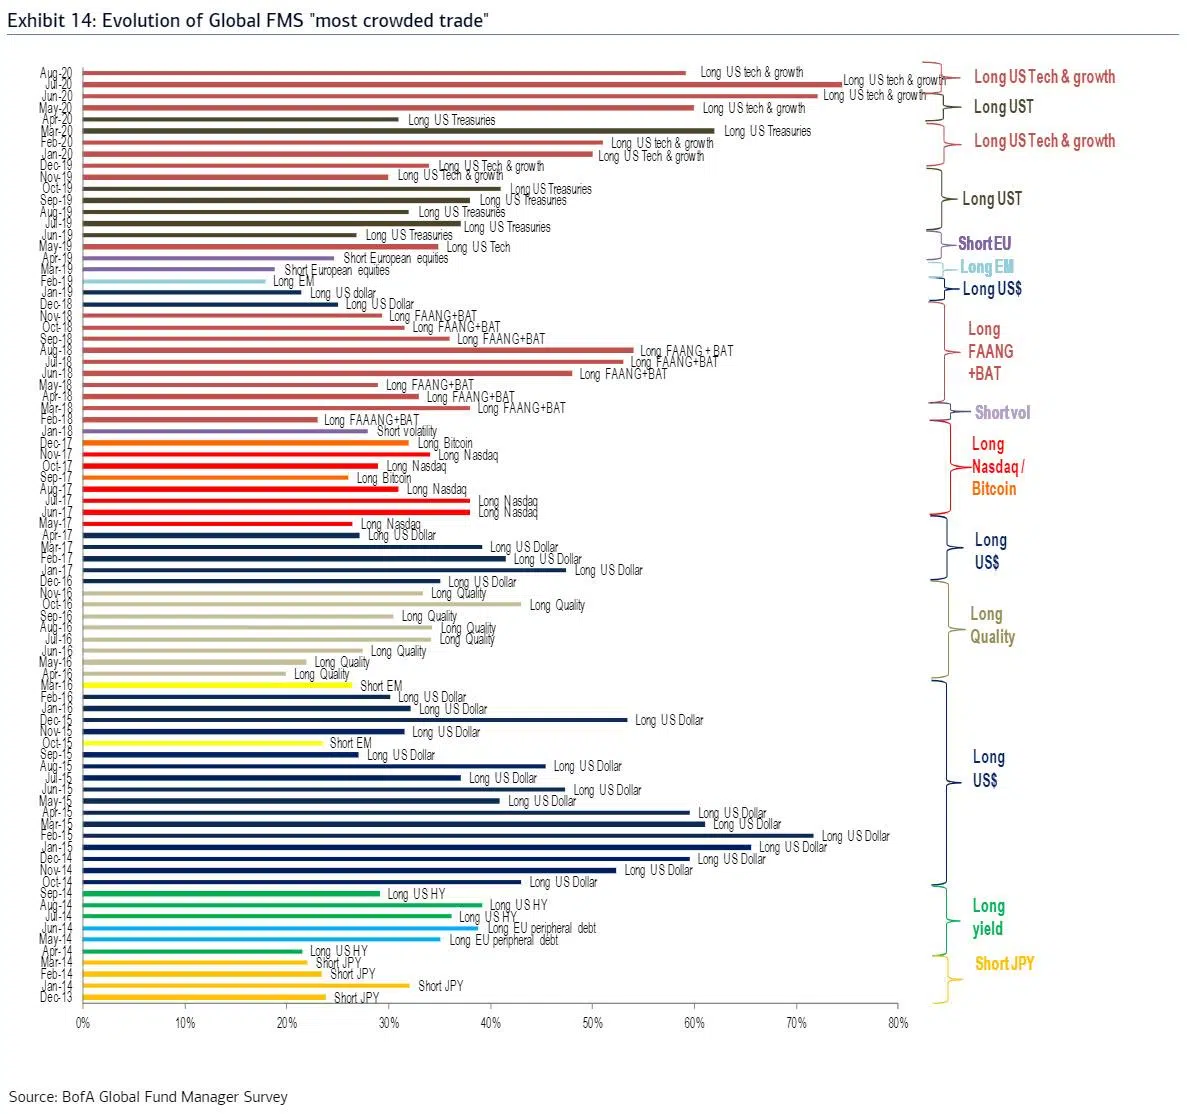 Exhibit 14: Evolution of Global FMS "most crowded trade"
Aug-20 Long US tech & growth
Jul-20 Long US tech & growth
Jun-20 Long US tech & growth
May-20 Long US tech & growth
Apr-20 Long US Treasuries
Mar-20 Long US Treasuries
Feb-20 Long US tech & growth
Jan-20 Long US Tech & growth
Dec-19 Long US Tech & growth
Nov-19 Long US Tech & growth
Oct-19 Long US Treasuries
Sep-19 Long US Treasuries
Aug-19 Long US Treasuries
Jul-19 Long US Treasuries
Jun-19 Long US Treasuries
May-19 Long US Tech
Apr-19 Short European equities
Mar-19 Short European equities
Feb-19 Long EM
Jan-19 Long US dollar
Dec-18 Long US Dollar
Nov-18 Long FAANG+BAT
Oct-18 Long FAANG+BAT
Sep-18 Long FAANG+BAT
Aug-18 Long FAANG + BAT
Jul-18 Long FAANG+BAT
Jun-18 Long FAANG+BAT
May-18 Long FAANG+BAT
Apr-18 Long FAANG+BAT
Mar-18 Long FAANG+BAT
Feb-18 Long FAAANG+BAT
Jan-18 Short volatility
Dec-17 Long Bitcoin
Nov-17 Long Nasdaq
Oct-17 Long Nasdaq
Sep-17 Long Bitcoin
Aug-17 Long Nasdaq
Jul-17 Long Nasdaq
Jun-17 Long Nasdaq
May-17 Long Nasdaq
Apr-17 Long US Dollar
Mar-17 Long US Dollar
Feb-17 Long US Dollar
Jan-17 Long US Dollar
Dec-16 Long US Dollar
Nov-16 Long Quality
Oct-16 Long Quality
Sep-16 Long Quality
Aug-16 Long Quality
Jul-16 Long Quality
Jun-16 Long Quality
May-16 Long Quality
Apr-16 Long Quality
Mar-16 Short EM
Feb-16 Long US Dollar
Jan-16 Long US Dollar
Dec-15 Long US Dollar
Nov-15 Long US Dollar
Oct-15 Short EM
Sep-15 Long US Dollar
Aug-15 Long US Dollar
Jul-15 Long US Dollar
Jun-15 Long US Dollar
May-15 Long US Dollar
Apr-15 Long US Dollar
Mar-15 Long US Dollar
Feb-15 Long US Dollar
Jan-15 Long US Dollar
Dec-14 Long US Dollar
Nov-14 Long US Dollar
Oct-14 Long US Dollar
Sep-14 Long US HY
Aug-14 Long US HY
Jul-14 Long US HY
Jun-14 Long EU peripheral debt
May-14 Long EU peripheral debt
Apr-14 Long US HY
Mar-14 Short JPY
Feb-14 Short JPY
Jan-14 Short JPY
Dec-13 Short JPY
0% 10% 20% 30% 40% 50% 60% 70% 80%
Long US Tech & growth
Long UST
Long US Tech & growth
Long UST
Short EU
Long EM
Long US$
Long
FAANG
+BAT
Short vol
Long
Nasdaq /
Bitcoin
Long
US$
Long
Quality
Long
US$
Long
yield
Short JPY
Source: BofA Global Fund Manager Survey